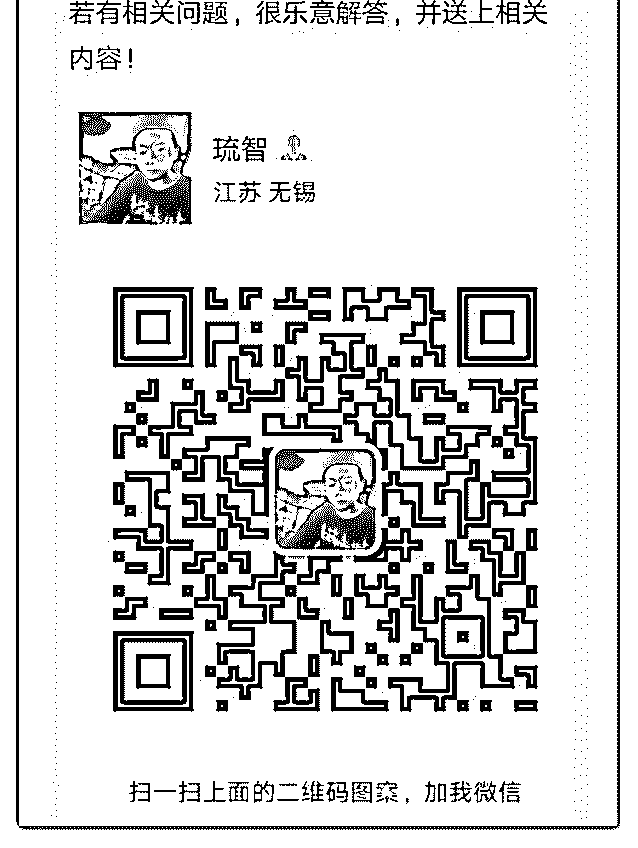 若有相关问题，很乐意解答，并送上相关
内容！
琉智
江苏 无锡
扫一扫上面的二维码图案，加我微信